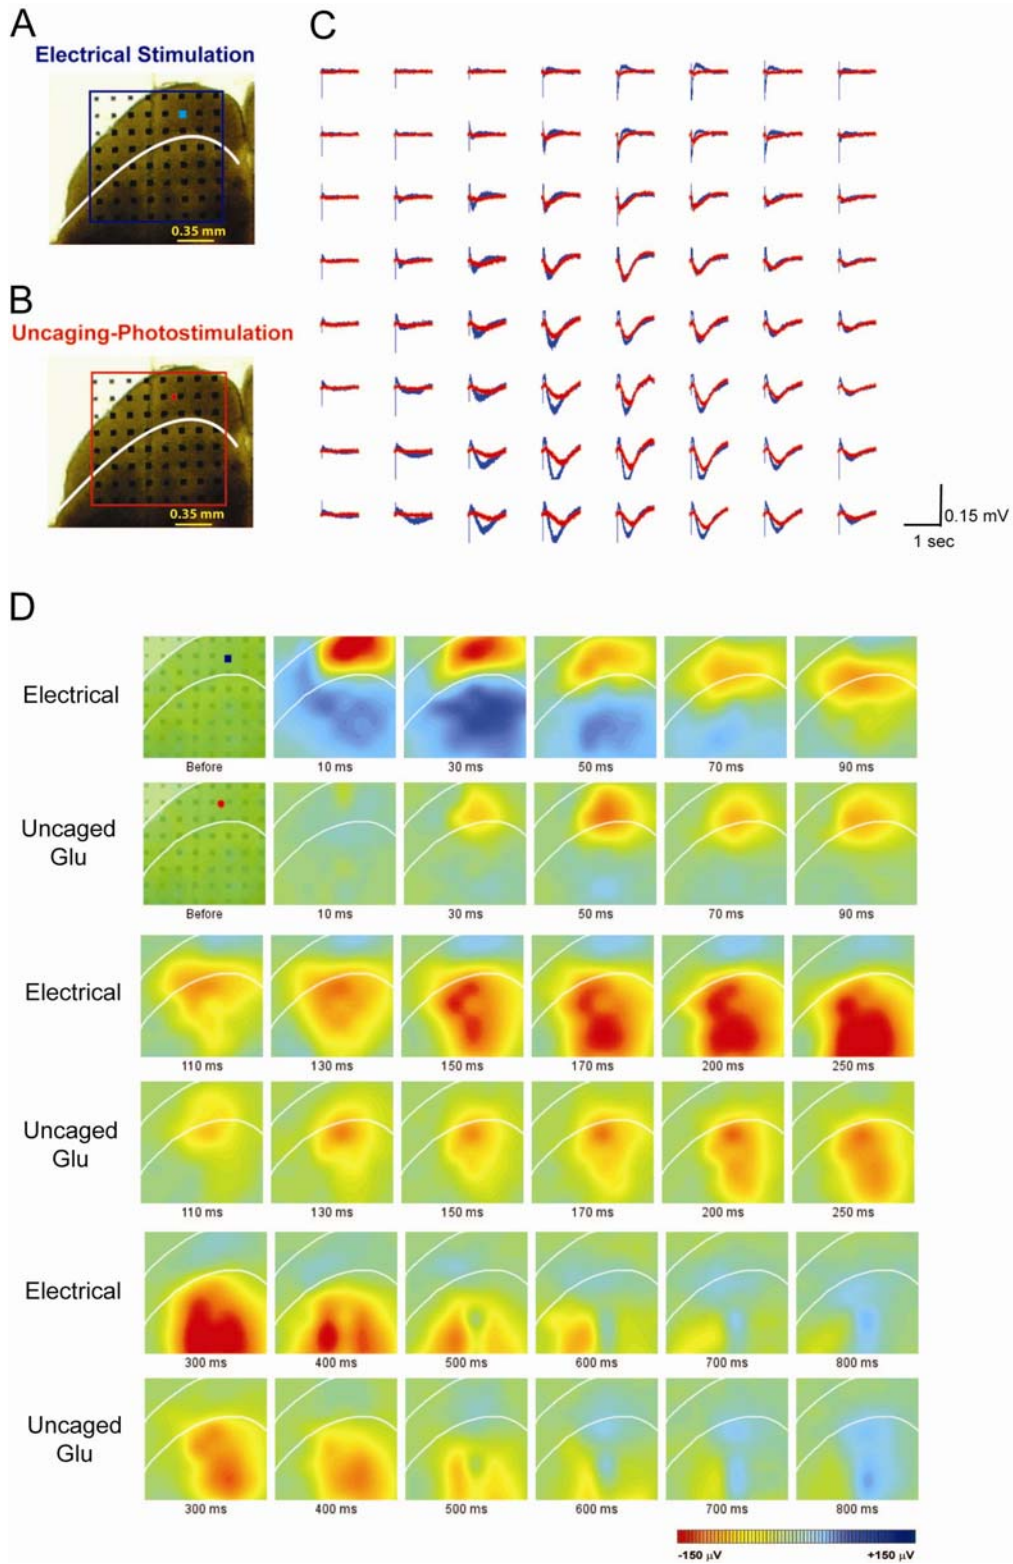 A
Electrical Stimulation
0.35 mm
B
Uncaging-Photostimulation
0.35 mm
C
0.15 mV
1 sec
D
Electrical
Before
10 ms
30 ms
50 ms
70 ms
90 ms
Uncaged
Glu
Before
10 ms
30 ms
50 ms
70 ms
90 ms
Electrical
110 ms
130 ms
150 ms
170 ms
200 ms
250 ms
Uncaged
Glu
110 ms
130 ms
150 ms
170 ms
200 ms
250 ms
Electrical
300 ms
400 ms
500 ms
600 ms
700 ms
800 ms
Uncaged
Glu
300 ms
400 ms
500 ms
600 ms
700 ms
800 ms
-150 µV
+150 µV